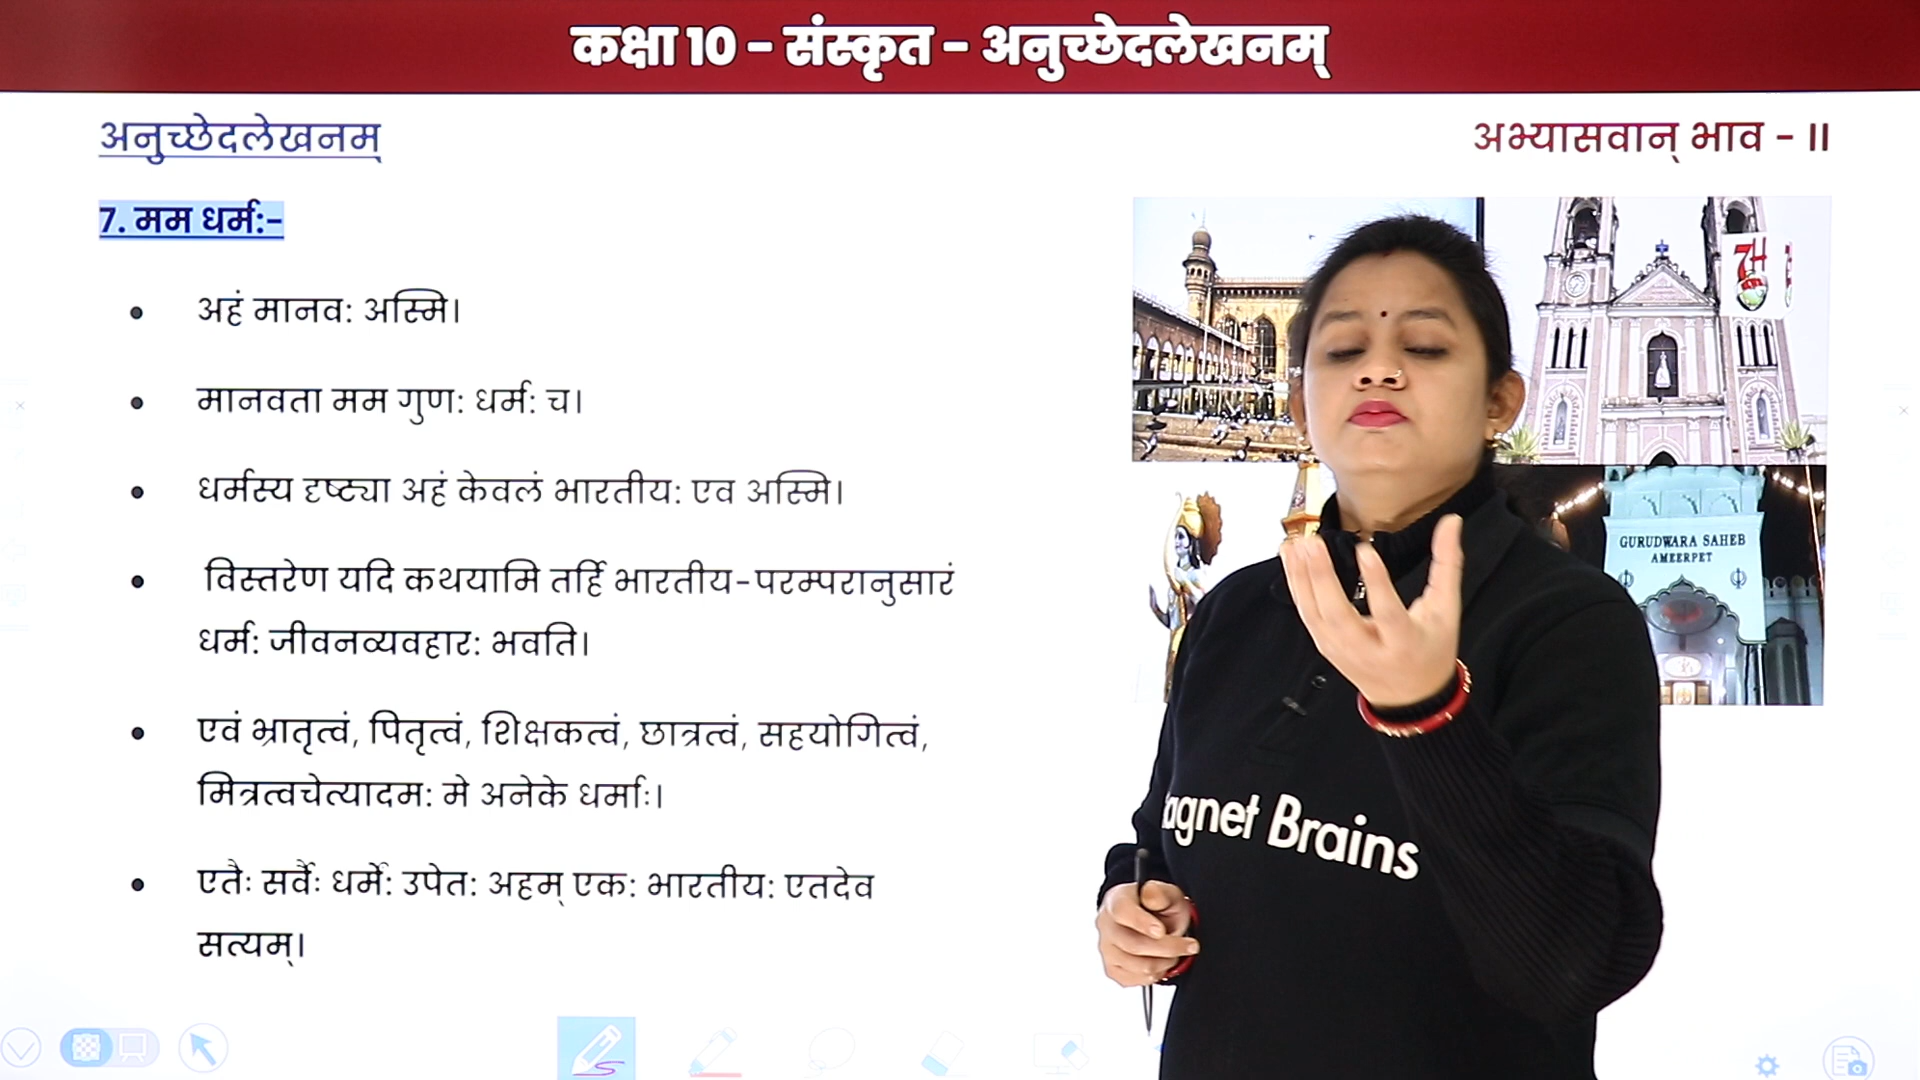 कक्षा 10 - संस्कृत - अनुच्छेदलेखनम्
अनुच्छेदलेखनम्
अभ्यासवान् भाव - II
7. मम धर्म:-
अहं मानव: अस्मि।
मानवता मम गुण: धर्म: च।
धर्मस्य दृष्ट्या अहं केवलं भारतीय: एव अस्मि।
विस्तरेण यदि कथयामि तर्हि भारतीय-परम्परानुसारं
धर्म: जीवनव्यवहार: भवति।
एवं भ्रातृत्वं, पितृत्वं, शिक्षकत्वं, छात्रत्वं, सहयोगित्वं,
मित्रत्वचेत्यादम: मे अनेके धर्माः।
एतैः सर्वैः धर्मे: उपेत: अहम् एक: भारतीय: एतदेव
सत्यम्।
GURUDWARA SAHEB
AMEERPET
agnet Brains